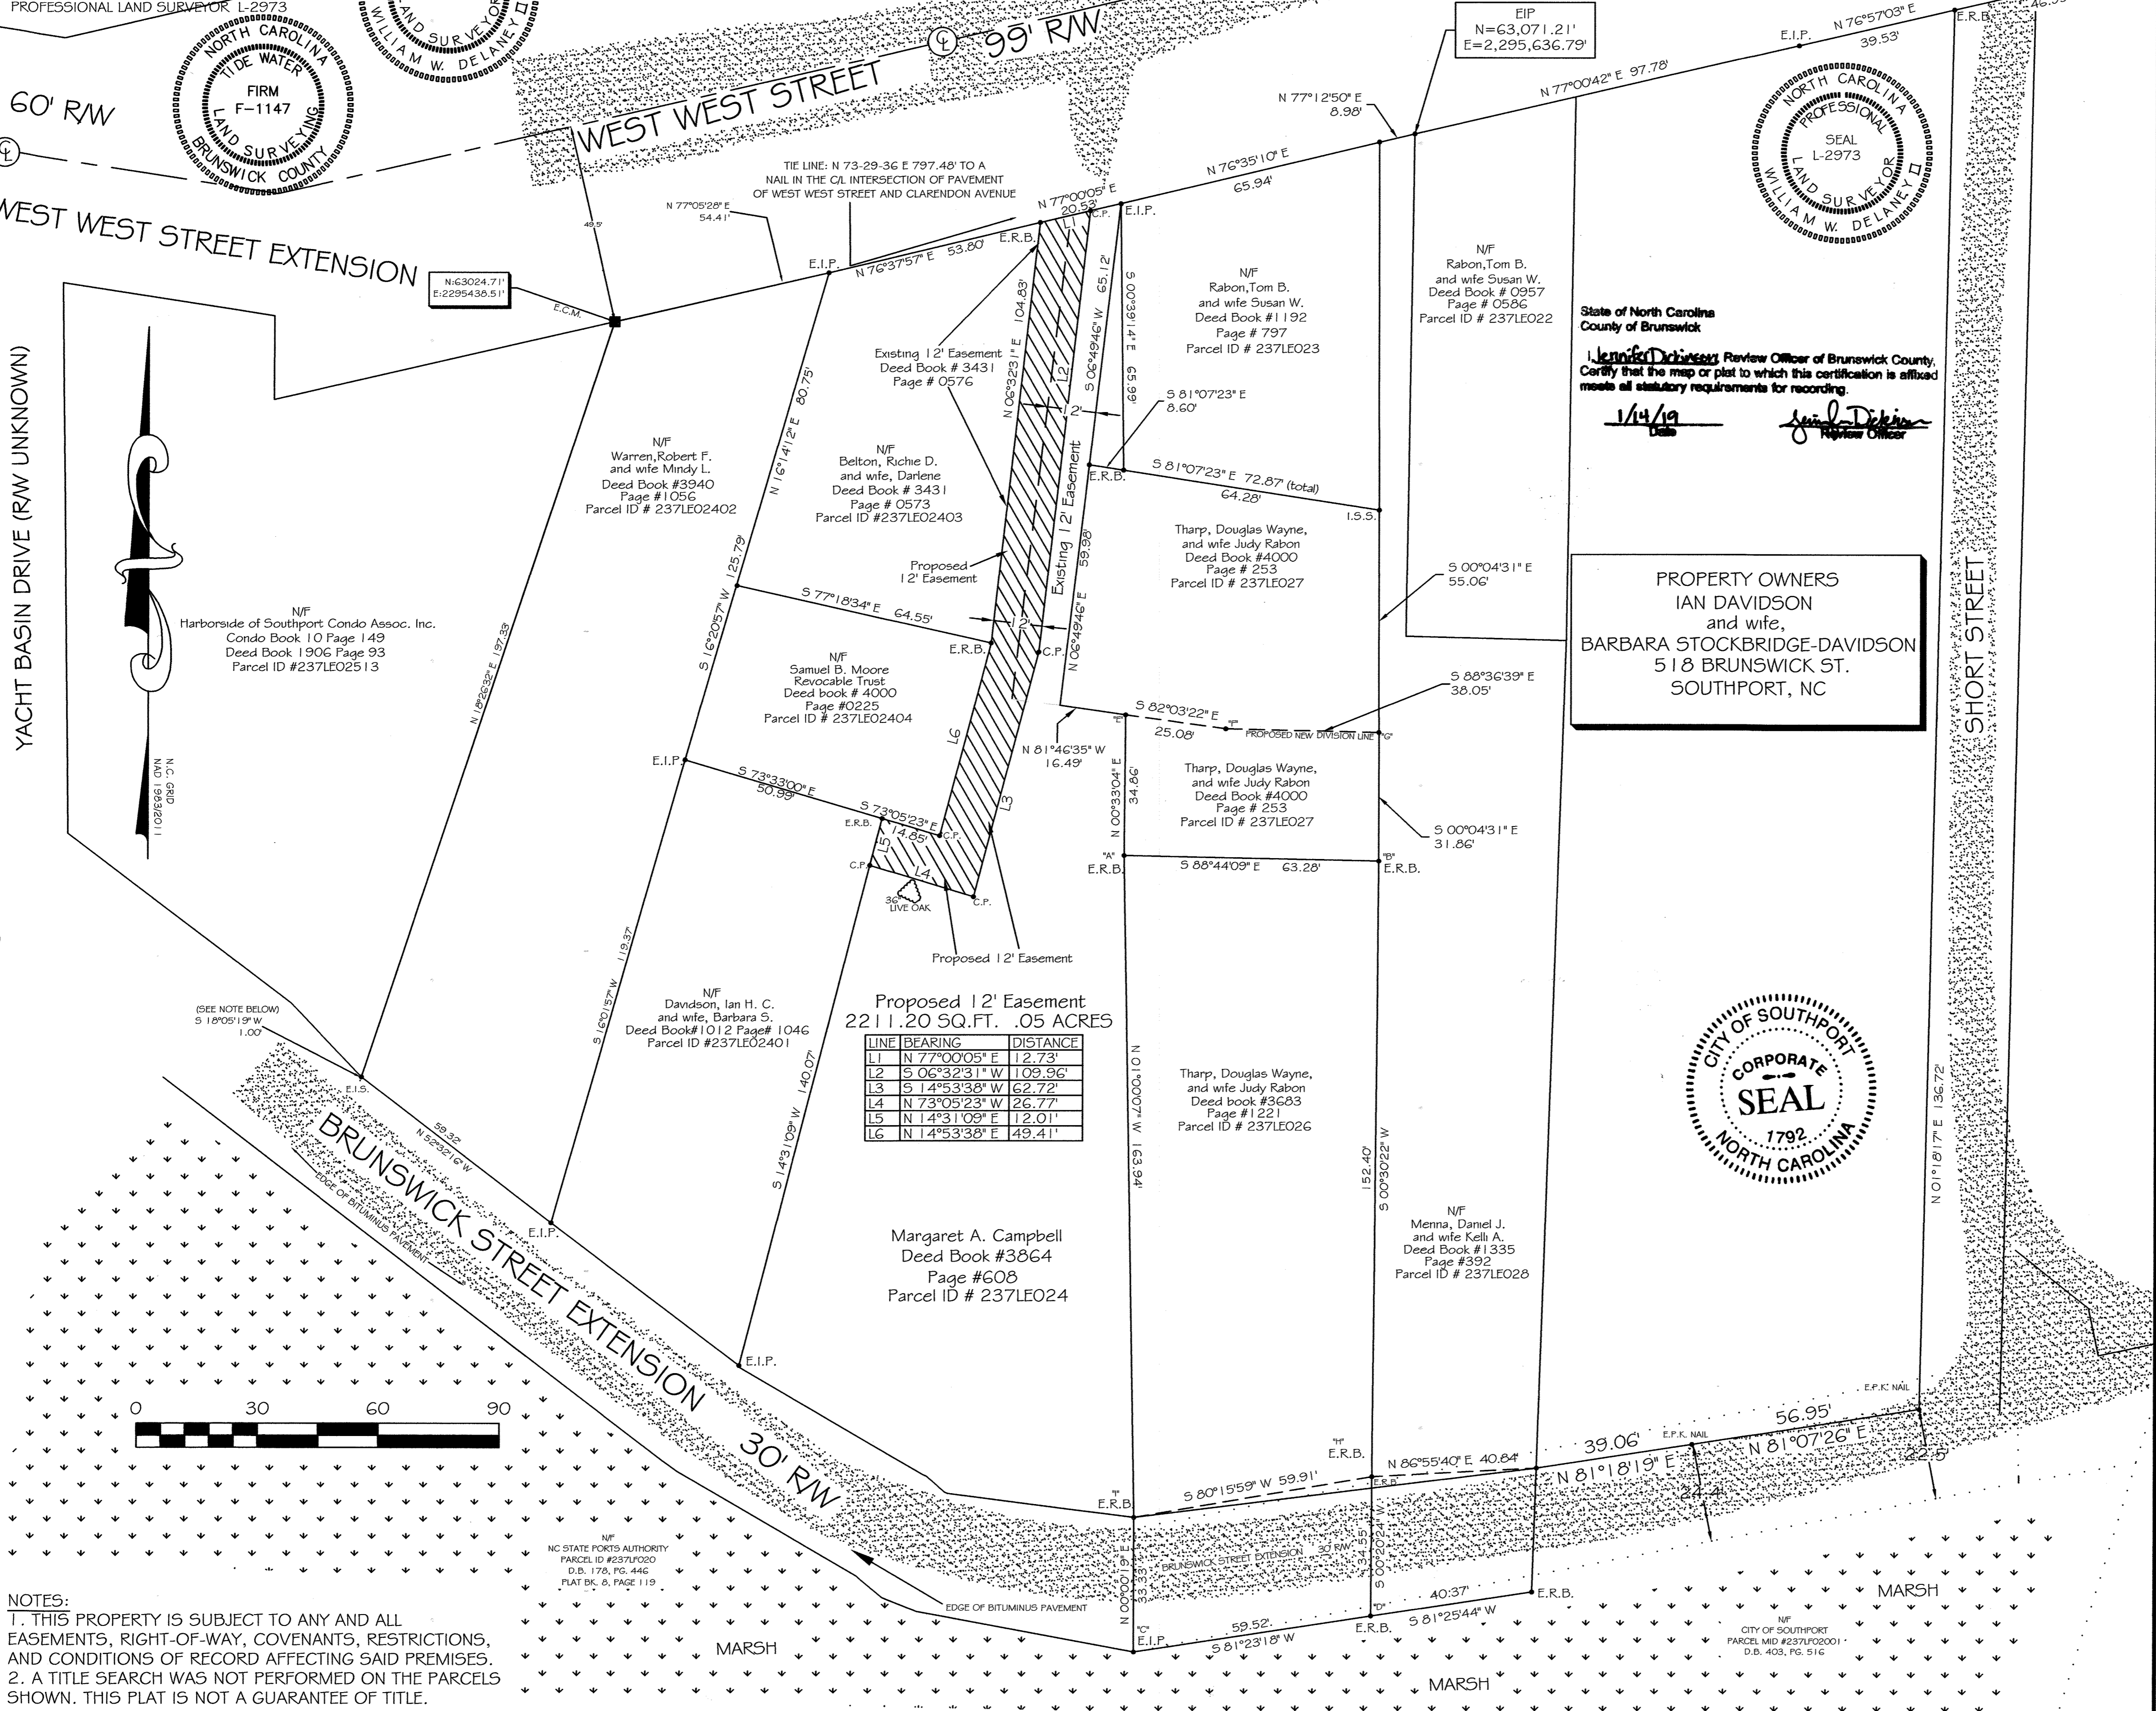 PROFESSIONAL LAND SURVEYOR L-2973
NORTH CAROLINA
TIDE WATER
FIRM
F-1147
LAND SURVEYING
BRUNSWICK COUNTY
LAND SURVEYOR
WILLIAM W. DELANEY II
60' R/W
WEST WEST STREET EXTENSION
WEST WEST STREET
99' R/W
EIP
N=63,071.21'
E=2,295,636.79'
N 76°57'03" E
39.53'
E.I.P.
E.R.B.
N 77°00'42" E 97.78'
N 77°12'50" E
8.98'
N 76°35'10" E
65.94'
NORTH CAROLINA
PROFESSIONAL
SEAL
L-2973
LAND SURVEYOR
WILLIAM W. DELANEY II
TIE LINE: N 73-29-36 E 797.48' TO A
NAIL IN THE C/L INTERSECTION OF PAVEMENT
OF WEST WEST STREET AND CLARENDON AVENUE
N 77°05'28" E
54.41'
49.5'
N 77°00'05" E
20.53'
C.P.
E.I.P.
L1
E.R.B.
N 76°37'57" E 53.80'
E.I.P.
N:63024.71'
E:2295438.51'
E.C.M.
YACHT BASIN DRIVE (R/W UNKNOWN)
N.C. GRID
NAD 1983/2011
N/F
Harborside of Southport Condo Assoc. Inc.
Condo Book 10 Page 149
Deed Book 1906 Page 93
Parcel ID #237LE02513
N 18°26'32" E 197.33'
N/F
Warren,Robert F.
and wife Mindy L.
Deed Book #3940
Page #1056
Parcel ID # 237LE02402
N 16°14'12" E 80.75'
S 16°20'57" W 125.79'
Existing 12' Easement
Deed Book # 3431
Page # 0576
N/F
Belton, Richie D.
and wife, Darlene
Deed Book # 3431
Page # 0573
Parcel ID #237LE02403
N 06°32'31" E 104.83'
L2
12'
Existing 12' Easement
Proposed
12' Easement
S 06°49'46" W 65.12'
S 00°39'14" E 65.99'
N/F
Rabon,Tom B.
and wife Susan W.
Deed Book #1192
Page # 797
Parcel ID # 237LE023
N/F
Rabon,Tom B.
and wife Susan W.
Deed Book # 0957
Page # 0586
Parcel ID # 237LE022
State of North Carolina
County of Brunswick
I, Jennifer Dickinson, Review Officer of Brunswick County,
Certify that the map or plat to which this certification is affixed
meets all statutory requirements for recording.
1/14/19
Date
Review Officer
S 81°07'23" E
8.60'
E.R.B.
S 81°07'23" E 72.87' (total)
64.28'
I.S.S.
Tharp, Douglas Wayne,
and wife Judy Rabon
Deed Book #4000
Page # 253
Parcel ID # 237LE027
N 06°49'46" E 59.98'
S 00°04'31" E
55.06'
PROPERTY OWNERS
IAN DAVIDSON
and wife,
BARBARA STOCKBRIDGE-DAVIDSON
518 BRUNSWICK ST.
SOUTHPORT, NC
SHORT STREET
S 77°18'34" E 64.55'
E.R.B.
12'
C.P.
N/F
Samuel B. Moore
Revocable Trust
Deed book # 4000
Page #0225
Parcel ID # 237LE02404
S 88°36'39" E
38.05'
"E"
S 82°03'22" E
25.08'
"F"
PROPOSED NEW DIVISION LINE
"G"
N 81°46'35" W
16.49'
L6
L3
E.I.P.
S 73°33'00" E
50.99'
S 73°05'23" E
14.85'
E.R.B.
C.P.
L5
C.P.
L4
C.P.
36"
LIVE OAK
Proposed 12' Easement
N 00°33'04" E
34.86'
Tharp, Douglas Wayne,
and wife Judy Rabon
Deed Book #4000
Page # 253
Parcel ID # 237LE027
S 00°04'31" E
31.86'
"A"
E.R.B.
S 88°44'09" E 63.28'
"B"
E.R.B.
(SEE NOTE BELOW)
S 18°05'19" W
1.00'
E.I.S.
S 16°01'57" W 119.37'
N/F
Davidson, Ian H. C.
and wife, Barbara S.
Deed Book#1012 Page# 1046
Parcel ID #237LE02401
S 14°31'09" W 140.07'
Proposed 12' Easement
2211.20 SQ.FT. .05 ACRES
LINE BEARING DISTANCE
L1 N 77°00'05" E 12.73'
L2 S 06°32'31" W 109.96'
L3 S 14°53'38" W 62.72'
L4 N 73°05'23" W 26.77'
L5 N 14°31'09" E 12.01'
L6 N 14°53'38" E 49.41'
N 01°00'07" W 163.94'
Tharp, Douglas Wayne,
and wife Judy Rabon
Deed book #3683
Page #1221
Parcel ID # 237LE026
152.40'
S 00°30'22" W
N/F
Menna, Daniel J.
and wife Kelli A.
Deed Book #1335
Page #392
Parcel ID # 237LE028
CITY OF SOUTHPORT
CORPORATE
SEAL
1792
NORTH CAROLINA
N 01°18'17" E 136.72'
59.32'
N 52°32'16" W
BRUNSWICK STREET EXTENSION 30' R/W
EDGE OF BITUMINUS PAVEMENT
E.I.P.
E.I.P.
Margaret A. Campbell
Deed Book #3864
Page #608
Parcel ID # 237LE024
0 30 60 90
E.P.K. NAIL
56.95'
N 81°07'26" E
22.5'
E.P.K. NAIL
39.06'
N 81°18'19" E
22.4'
"H"
E.R.B.
N 86°55'40" E 40.84'
E.R.B.
S 80°15'59" W 59.91'
"I"
E.R.B.
N 00°00'19" E
33.33'
BRUNSWICK STREET EXTENSION 30' R/W
34.55'
S 00°20'24" W
"C"
E.I.P.
59.52'
S 81°23'18" W
"D"
E.R.B.
40.37'
S 81°25'44" W
E.R.B.
EDGE OF BITUMINUS PAVEMENT
N/F
NC STATE PORTS AUTHORITY
PARCEL ID #237LF020
D.B. 178, PG. 446
PLAT BK. 8, PAGE 119
MARSH
MARSH
MARSH
N/F
CITY OF SOUTHPORT
PARCEL MID #237LF02001
D.B. 403, PG. 516
NOTES:
1. THIS PROPERTY IS SUBJECT TO ANY AND ALL
EASEMENTS, RIGHT-OF-WAY, COVENANTS, RESTRICTIONS,
AND CONDITIONS OF RECORD AFFECTING SAID PREMISES.
2. A TITLE SEARCH WAS NOT PERFORMED ON THE PARCELS
SHOWN. THIS PLAT IS NOT A GUARANTEE OF TITLE.